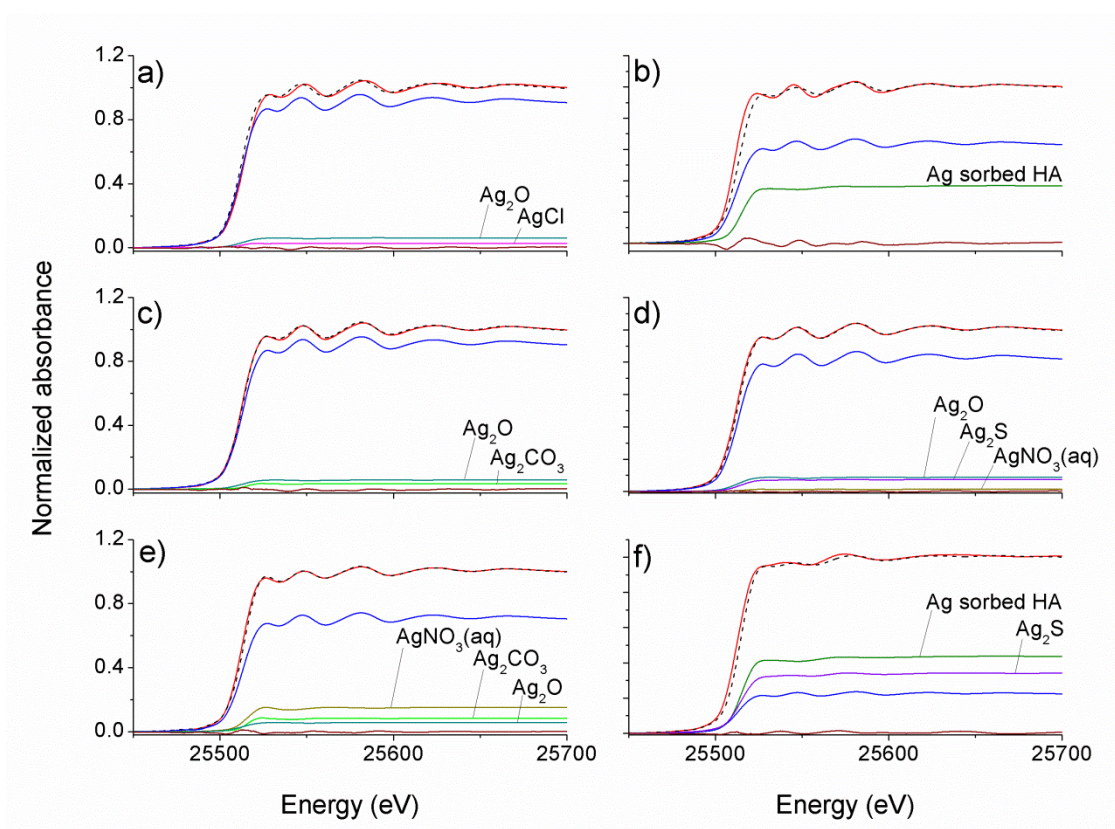 Normalized absorbance
a)
1.2
0.8
0.4
0.0
Ag₂O
AgCl
b)
Ag sorbed HA
c)
1.2
0.8
0.4
0.0
Ag₂O
Ag₂CO₃
d)
Ag₂O
Ag₂S
AgNO₃(aq)
e)
1.2
0.8
0.4
0.0
AgNO₃(aq)
Ag₂CO₃
Ag₂O
25500 25600 25700
Energy (eV)
f)
Ag sorbed HA
Ag₂S
25500 25600 25700
Energy (eV)